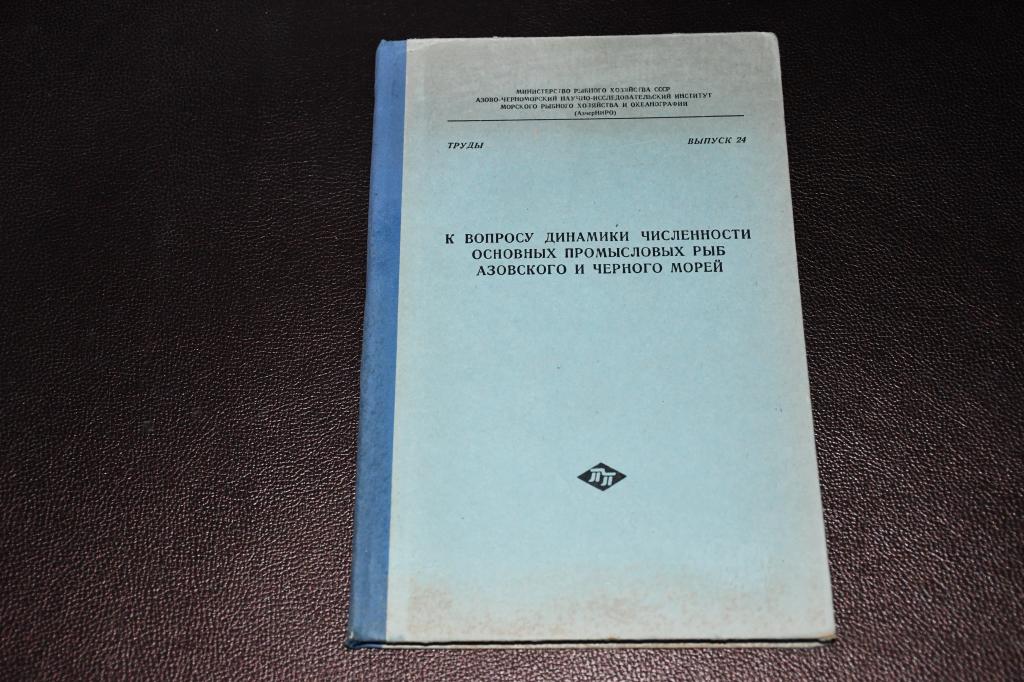 МИНИСТЕРСТВО РЫБНОГО ХОЗЯЙСТВА СССР
АЗОВО-ЧЕРНОМОРСКИЙ НАУЧНО-ИССЛЕДОВАТЕЛЬСКИЙ ИНСТИТУТ
МОРСКОГО РЫБНОГО ХОЗЯЙСТВА И ОКЕАНОГРАФИИ
(АзчерНИРО)
ТРУДЫ ВЫПУСК 24
К ВОПРОСУ ДИНАМИКИ ЧИСЛЕННОСТИ
ОСНОВНЫХ ПРОМЫСЛОВЫХ РЫБ
АЗОВСКОГО И ЧЕРНОГО МОРЕЙ
ПП